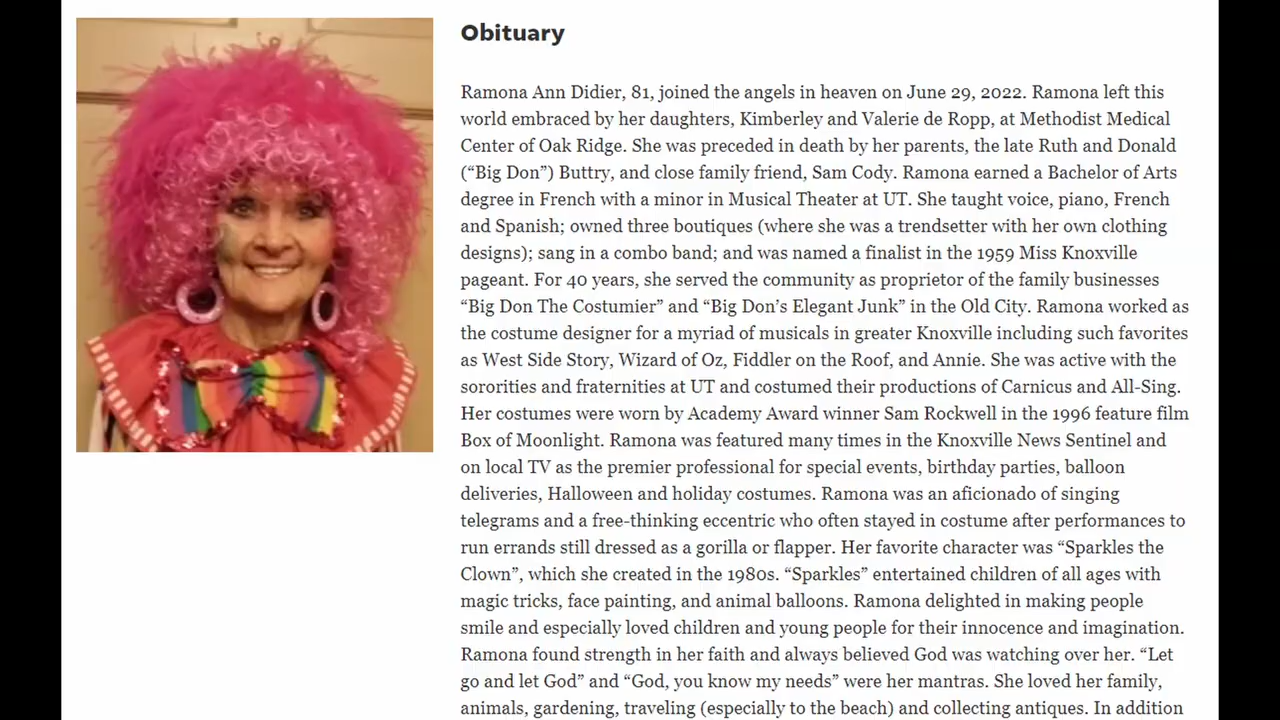 Obituary
Ramona Ann Didier, 81, joined the angels in heaven on June 29, 2022. Ramona left this
world embraced by her daughters, Kimberley and Valerie de Ropp, at Methodist Medical
Center of Oak Ridge. She was preceded in death by her parents, the late Ruth and Donald
(“Big Don”) Buttry, and close family friend, Sam Cody. Ramona earned a Bachelor of Arts
degree in French with a minor in Musical Theater at UT. She taught voice, piano, French
and Spanish; owned three boutiques (where she was a trendsetter with her own clothing
designs); sang in a combo band; and was named a finalist in the 1959 Miss Knoxville
pageant. For 40 years, she served the community as proprietor of the family businesses
“Big Don The Costumier” and “Big Don’s Elegant Junk” in the Old City. Ramona worked as
the costume designer for a myriad of musicals in greater Knoxville including such favorites
as West Side Story, Wizard of Oz, Fiddler on the Roof, and Annie. She was active with the
sororities and fraternities at UT and costumed their productions of Carnicus and All-Sing.
Her costumes were worn by Academy Award winner Sam Rockwell in the 1996 feature film
Box of Moonlight. Ramona was featured many times in the Knoxville News Sentinel and
on local TV as the premier professional for special events, birthday parties, balloon
deliveries, Halloween and holiday costumes. Ramona was an aficionado of singing
telegrams and a free-thinking eccentric who often stayed in costume after performances to
run errands still dressed as a gorilla or flapper. Her favorite character was “Sparkles the
Clown”, which she created in the 1980s. “Sparkles” entertained children of all ages with
magic tricks, face painting, and animal balloons. Ramona delighted in making people
smile and especially loved children and young people for their innocence and imagination.
Ramona found strength in her faith and always believed God was watching over her. “Let
go and let God” and “God, you know my needs” were her mantras. She loved her family,
animals, gardening, traveling (especially to the beach) and collecting antiques. In addition